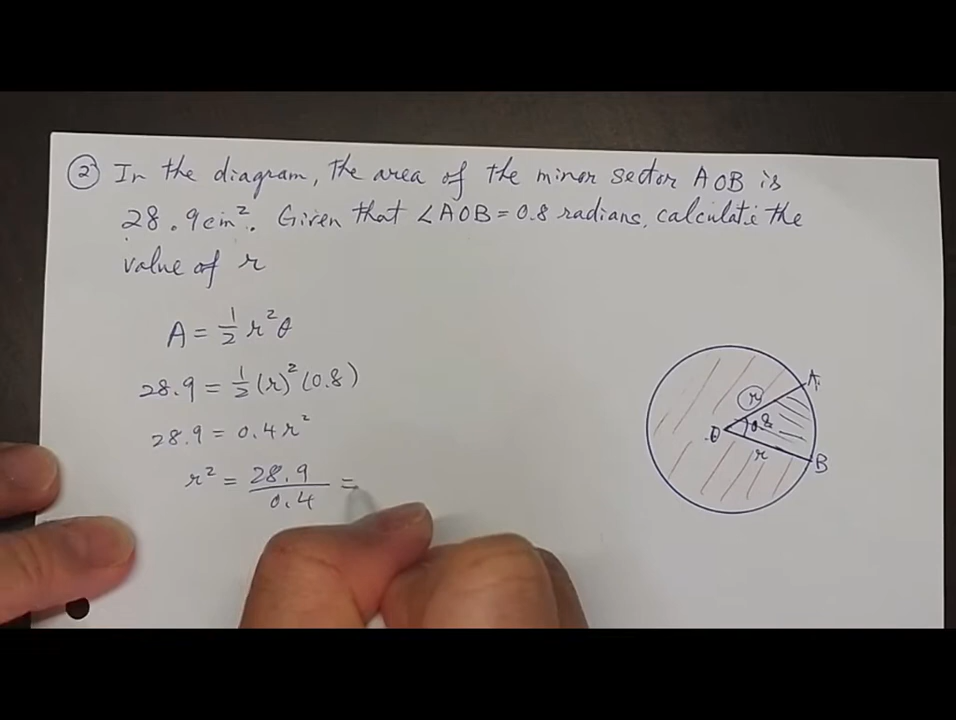 ② In the diagram, the area of the minor sector AOB is
28.9cm². Given that ∠AOB = 0.8 radians, calculate the
value of r
A = 1/2 r²θ
28.9 = 1/2 (r)² (0.8)
28.9 = 0.4r²
r² = 28.9/0.4 =
A
r
0.8
O
r
B